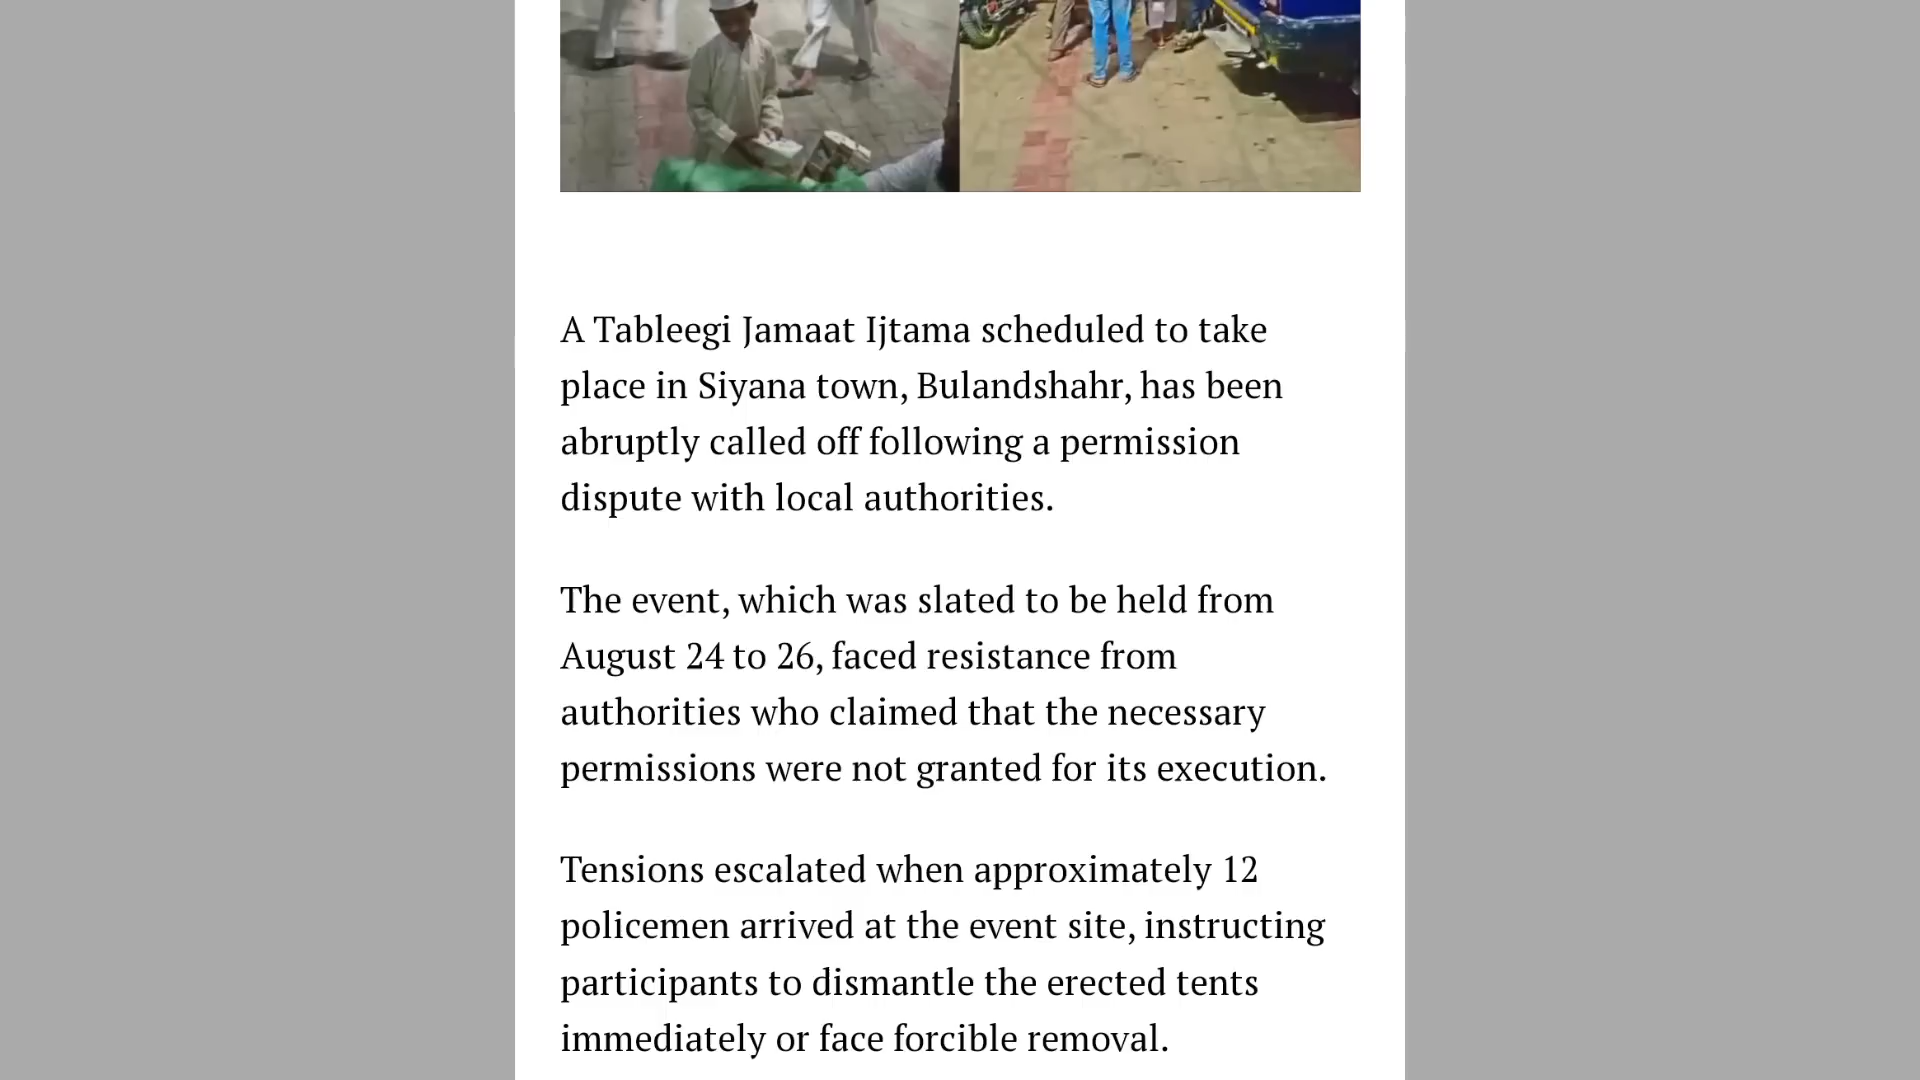 A Tableegi Jamaat Ijtama scheduled to take
place in Siyana town, Bulandshahr, has been
abruptly called off following a permission
dispute with local authorities.
The event, which was slated to be held from
August 24 to 26, faced resistance from
authorities who claimed that the necessary
permissions were not granted for its execution.
Tensions escalated when approximately 12
policemen arrived at the event site, instructing
participants to dismantle the erected tents
immediately or face forcible removal.